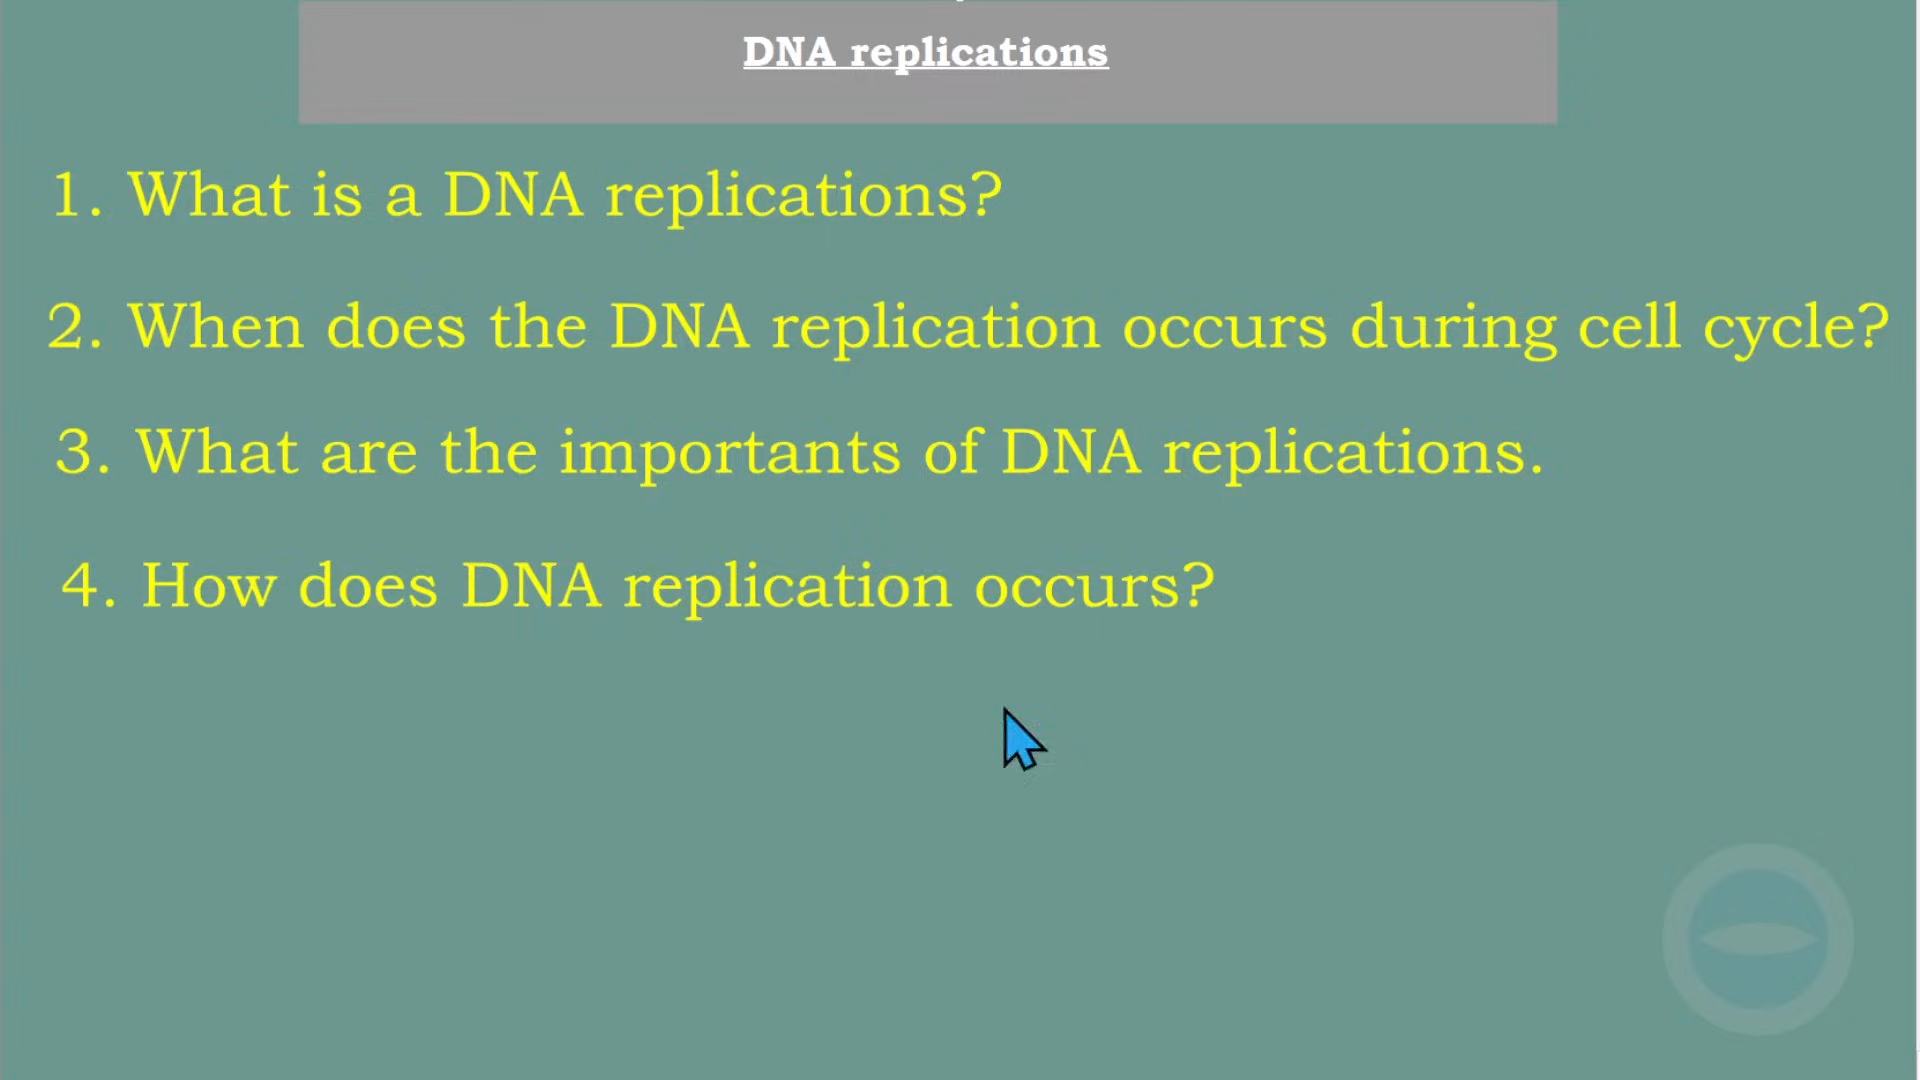 DNA replications
1. What is a DNA replications?
2. When does the DNA replication occurs during cell cycle?
3. What are the importants of DNA replications.
4. How does DNA replication occurs?